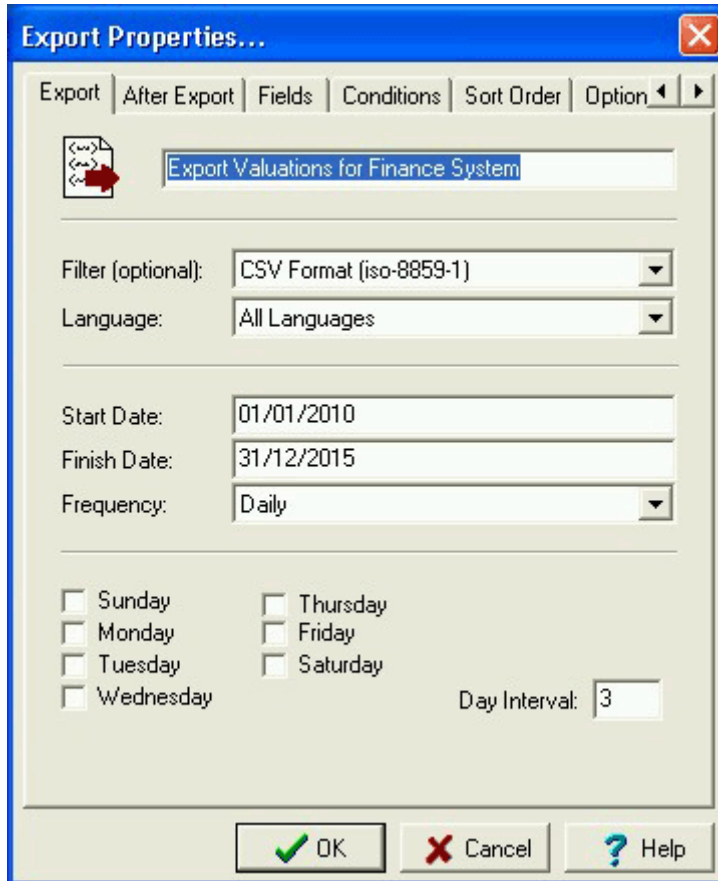 Export Properties...
Export After Export Fields Conditions Sort Order Option
Export Valuations for Finance System
Filter (optional): CSV Format (iso-8859-1)
Language: All Languages
Start Date: 01/01/2010
Finish Date: 31/12/2015
Frequency: Daily
Sunday Thursday
Monday Friday
Tuesday Saturday
Wednesday Day Interval: 3
OK Cancel Help